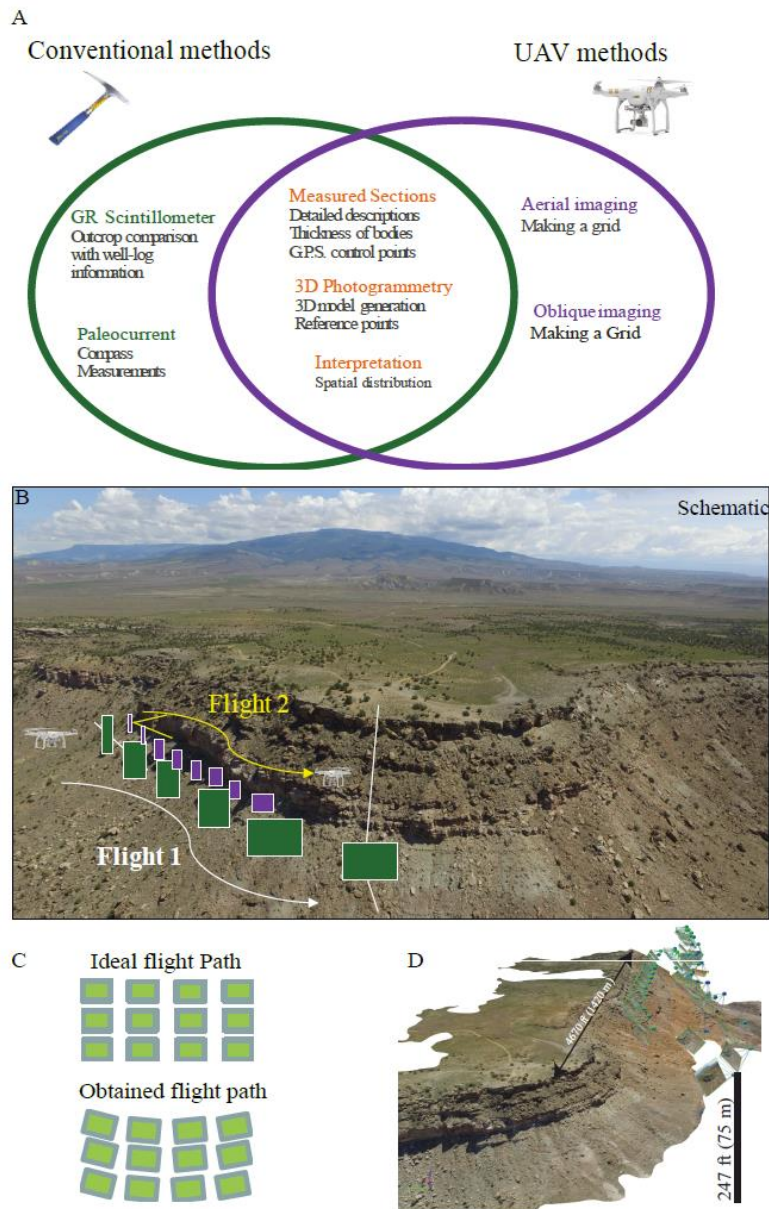 A
Conventional methods
UAV methods
GR Scintillometer
Outcrop comparison
with well-log
information
Paleocurrent
Compass
Measurements
Measured Sections
Detailed descriptions
Thickness of bodies
G.P.S. control points
3D Photogrammetry
3D model generation
Reference points
Interpretation
Spatial distribution
Aerial imaging
Making a grid
Oblique imaging
Making a Grid
B
Schematic
Flight 2
Flight 1
C
Ideal flight Path
Obtained flight path
D
4670 ft (1420 m)
247 ft (75 m)